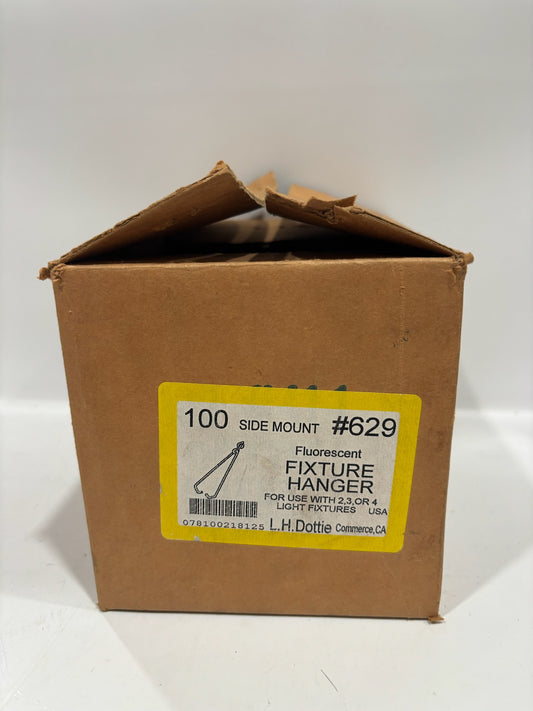 100 SIDE MOUNT #629
Fluorescent
FIXTURE
HANGER
FOR USE WITH 2,3,OR 4
LIGHT FIXTURES USA
078100218125 L.H.Dottie Commerce,CA